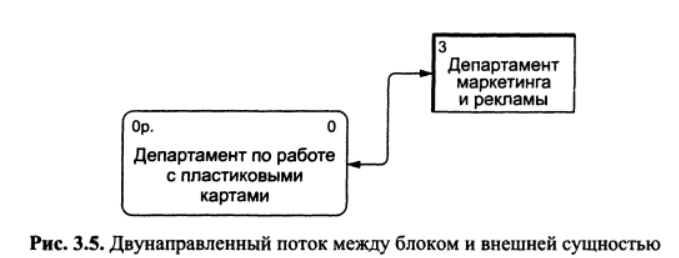 3
Департамент
маркетинга
и рекламы
0р. 0
Департамент по работе
с пластиковыми
картами
Рис. 3.5. Двунаправленный поток между блоком и внешней сущностью